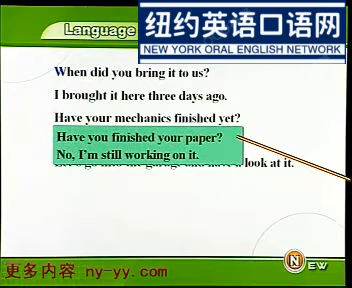 Language
纽约英语口语网
NEW YORK ORAL ENGLISH NETWORK
When did you bring it to us?
I brought it here three days ago.
Have your mechanics finished yet?
Have you finished your paper?
No, I'm still working on it.
look at it.
NEW
更多内容 ny-yy.com